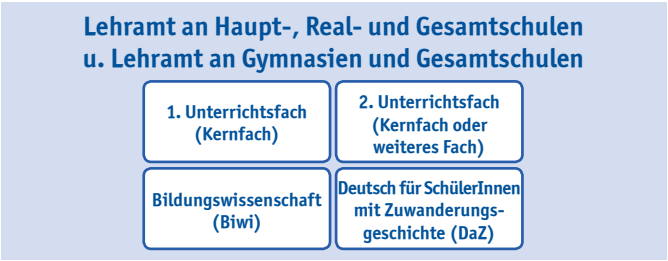 Lehramt an Haupt-, Real- und Gesamtschulen
u. Lehramt an Gymnasien und Gesamtschulen
1. Unterrichtsfach
(Kernfach)
2. Unterrichtsfach
(Kernfach oder
weiteres Fach)
Bildungswissenschaft
(Biwi)
Deutsch für SchülerInnen
mit Zuwanderungs-
geschichte (DaZ)